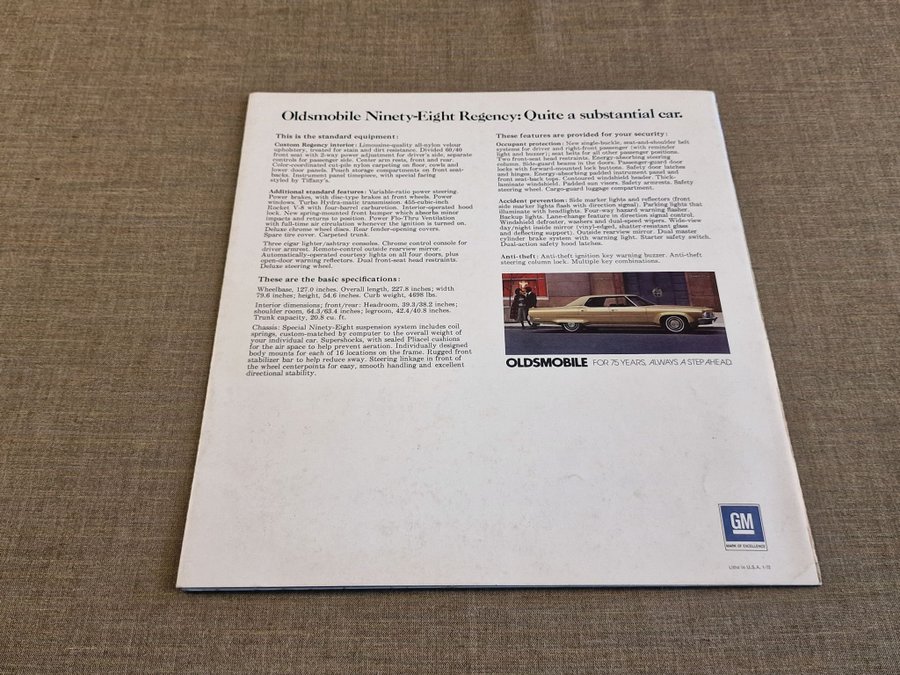 Oldsmobile Ninety-Eight Regency: Quite a substantial car.
This is the standard equipment:
Custom Regency interior: Limousine-quality all-nylon velour
upholstery, treated for stain and dirt resistance. Divided 60/40
front seat with 2-way power adjustment for driver's side, separate
controls for passenger side. Center arm rests, front and rear.
Color-coordinated cut-pile nylon carpeting on floor, cowls and
lower door panels. Pouch storage compartments on front seat-
backs. Instrument panel timepiece, with special facing
styled by Tiffany's.
Additional standard features: Variable-ratio power steering.
Power brakes, with disc-type brakes at front wheels. Power
windows. Turbo Hydra-matic transmission. 455-cubic-inch
Rocket V-8 with four-barrel carburetion. Interior-operated hood
lock. New spring-mounted front bumper which absorbs minor
impacts and returns to position. Power Flo-Thru Ventilation
with full-time air circulation whenever the ignition is turned on.
Deluxe chrome wheel discs. Rear fender-opening covers.
Spare tire cover. Carpeted trunk.
Three cigar lighter/ashtray consoles. Chrome control console for
driver armrest. Remote-control outside rearview mirror.
Automatically-operated courtesy lights on all four doors, plus
open-door warning reflectors. Dual front-seat head restraints.
Deluxe steering wheel.
These are the basic specifications:
Wheelbase, 127.0 inches. Overall length, 227.8 inches; width
79.6 inches; height, 54.6 inches. Curb weight, 4698 lbs.
Interior dimensions; front/rear: Headroom, 39.3/38.2 inches;
shoulder room, 64.3/63.4 inches; legroom, 42.4/40.8 inches.
Trunk capacity, 20.8 cu. ft.
Chassis: Special Ninety-Eight suspension system includes coil
springs, custom-matched by computer to the overall weight of
your individual car. Supershocks, with sealed Pliacel cushions
for the air space to help prevent aeration. Individually designed
body mounts for each of 16 locations on the frame. Rugged front
stabilizer bar to help reduce sway. Steering linkage in front of
the wheel centerpoints for easy, smooth handling and excellent
directional stability.
These features are provided for your security:
Occupant protection: New single-buckle, seat-and-shoulder belt
systems for driver and right-front passenger (with reminder
light and buzzer); seat belts for all other passenger positions.
Two front-seat head restraints. Energy-absorbing steering
column. Side-guard beams in the doors. Passenger-guard door
locks with forward-mounted lock buttons. Safety door latches
and hinges. Energy-absorbing padded instrument panel and
front seat-back tops. Contoured windshield header. Thick-
laminate windshield. Padded sun visors. Safety armrests. Safety
steering wheel. Cargo-guard luggage compartment.
Accident prevention: Side marker lights and reflectors (front
side marker lights flash with direction signal). Parking lights that
illuminate with headlights. Four-way hazard warning flasher.
Backup lights. Lane-change feature in direction signal control.
Windshield defroster, washers and dual-speed wipers. Wide-view
day/night inside mirror (vinyl-edged, shatter-resistant glass
and deflecting support). Outside rearview mirror. Dual master
cylinder brake system with warning light. Starter safety switch.
Dual-action safety hood latches.
Anti-theft: Anti-theft ignition key warning buzzer. Anti-theft
steering column lock. Multiple key combinations.
OLDSMOBILE FOR 75 YEARS, ALWAYS A STEP AHEAD.
GM
MARK OF EXCELLENCE
Litho in U.S.A.